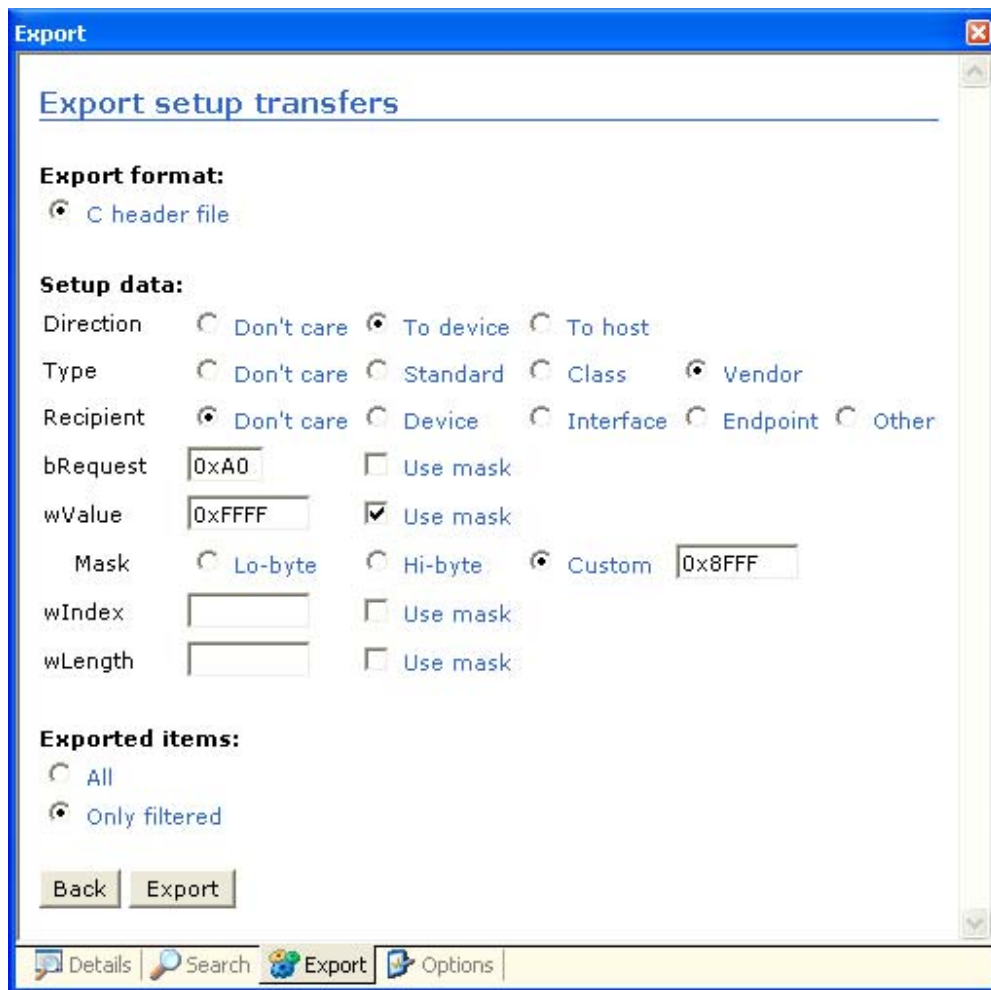 Export
Export setup transfers
Export format:
C header file
Setup data:
Direction Don't care To device To host
Type Don't care Standard Class Vendor
Recipient Don't care Device Interface Endpoint Other
bRequest 0xA0 Use mask
wValue 0xFFFF Use mask
Mask Lo-byte Hi-byte Custom 0x8FFF
wIndex Use mask
wLength Use mask
Exported items:
All
Only filtered
Back Export
Details Search Export Options